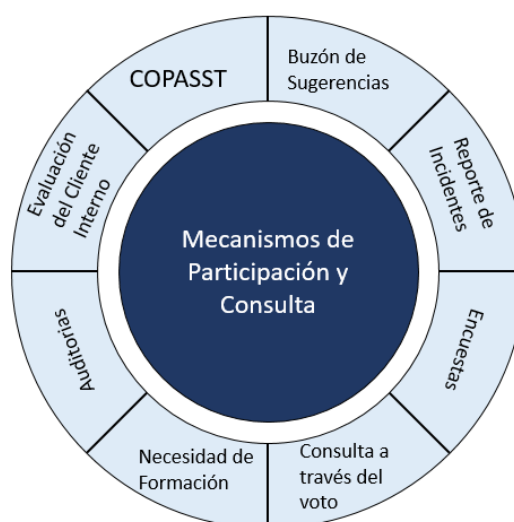 COPASST
Buzón de
Sugerencias
Reporte de
Incidentes
Encuestas
Consulta a
través del
voto
Necesidad de
Formación
Auditorias
Evaluación
del Cliente
Interno
Mecanismos de
Participación y
Consulta